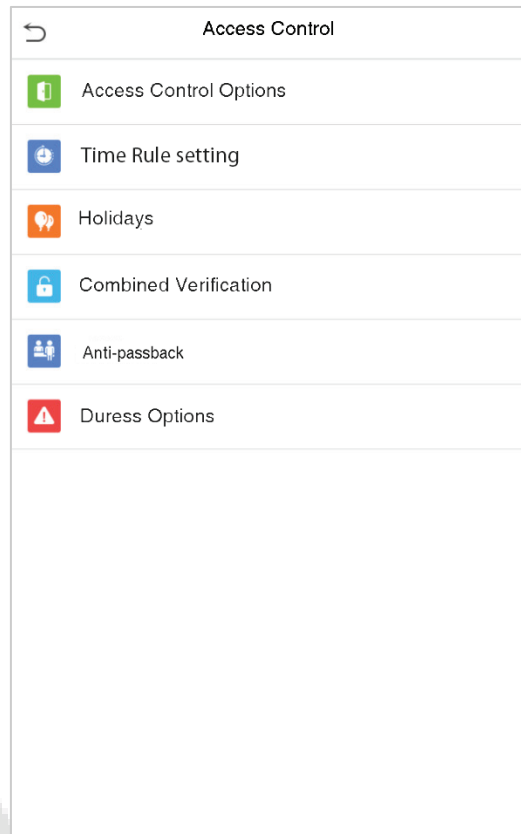 Access Control
Access Control Options
Time Rule setting
Holidays
Combined Verification
Anti-passback
Duress Options